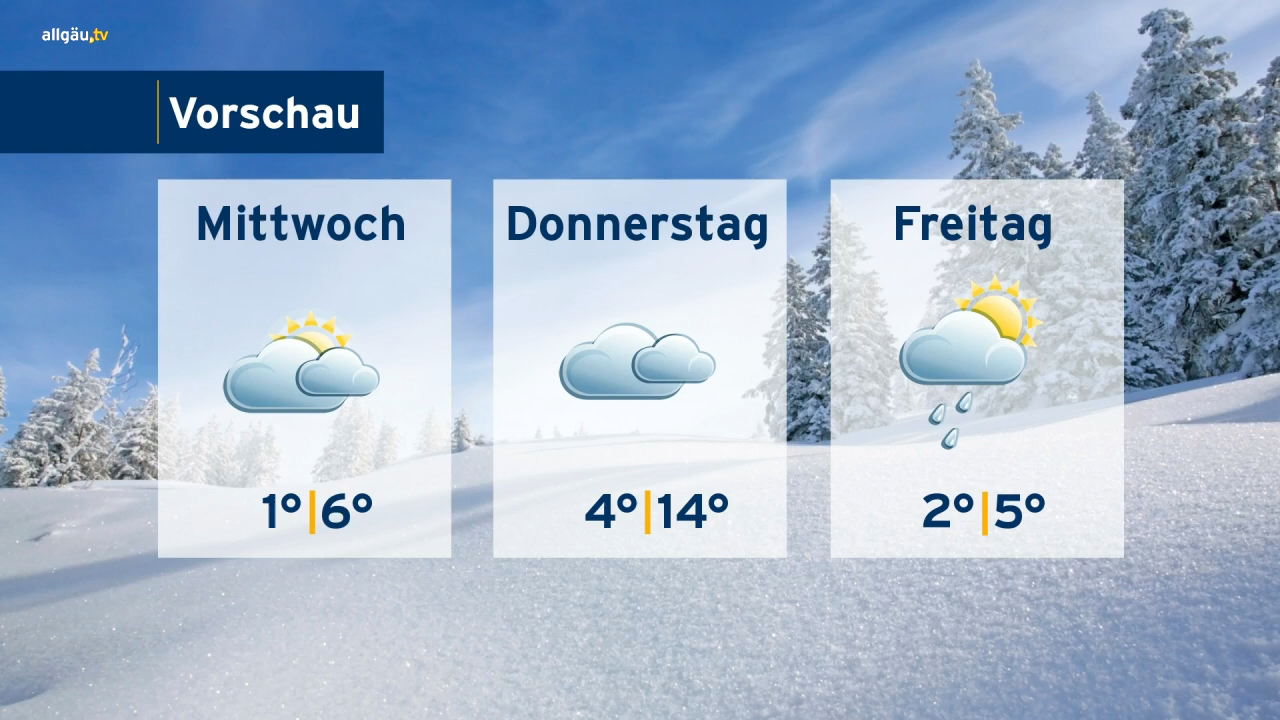 allgäu.tv
Vorschau
Mittwoch
1°|6°
Donnerstag
4°|14°
Freitag
2°|5°